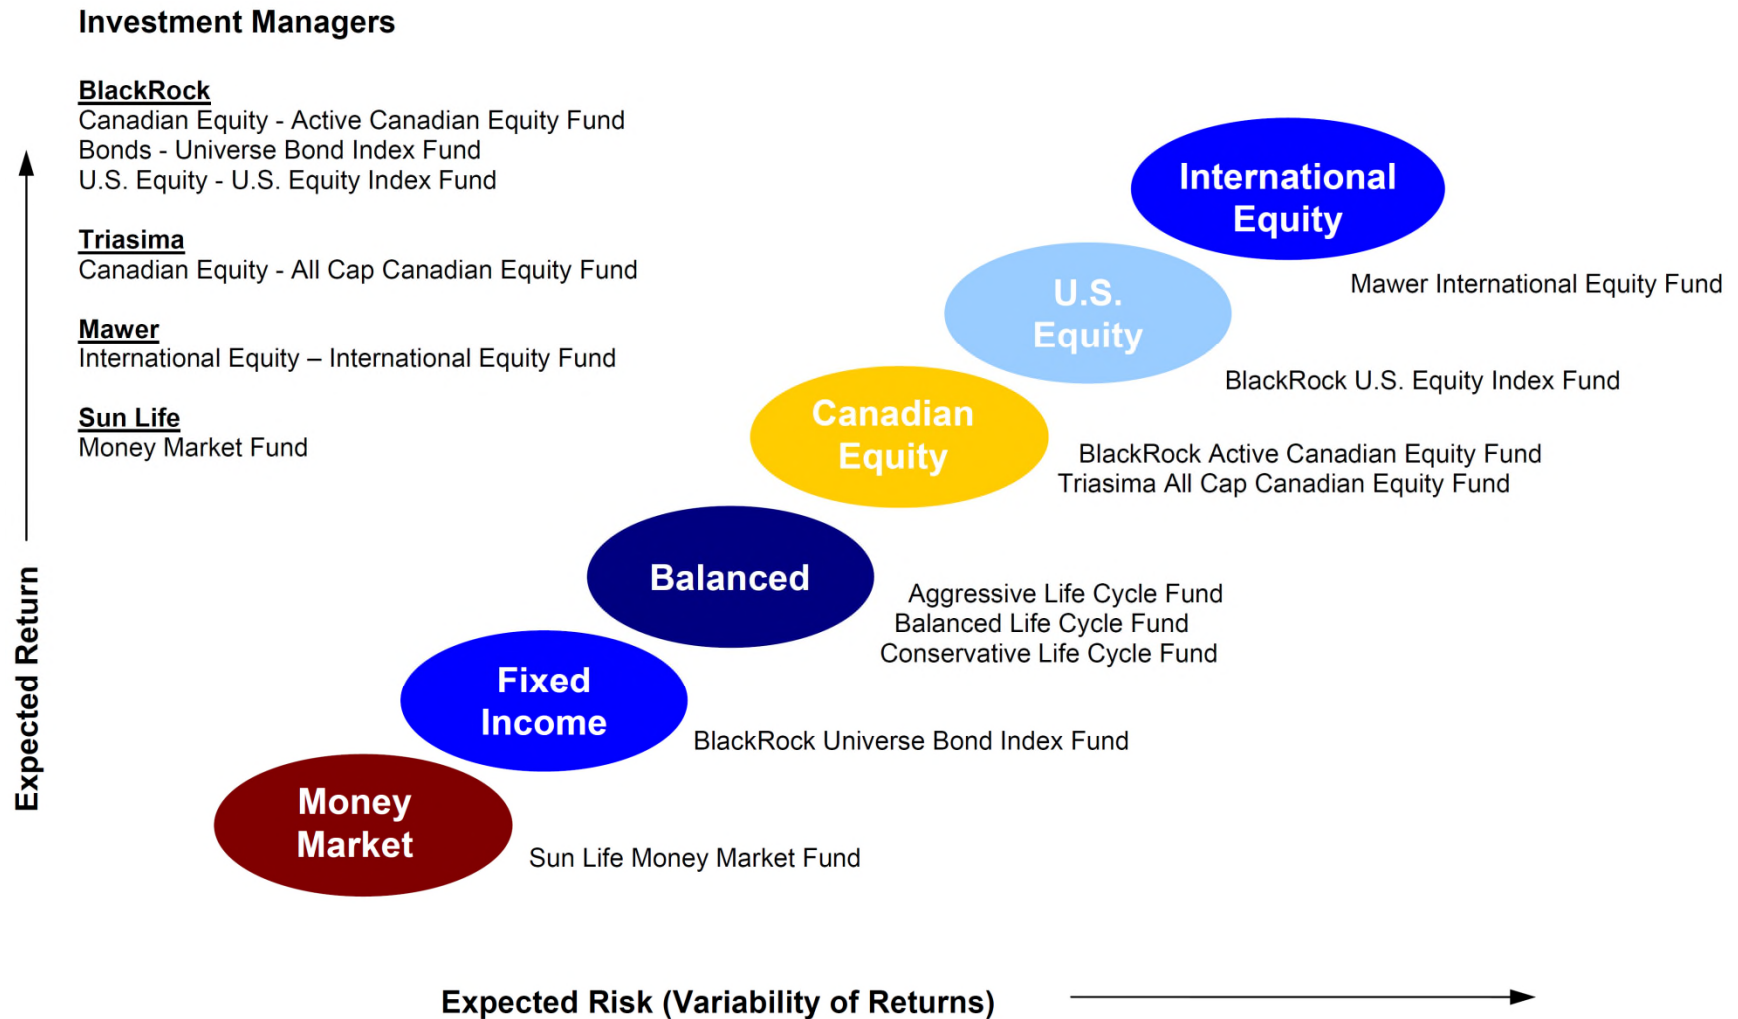 Investment Managers
BlackRock
Canadian Equity - Active Canadian Equity Fund
Bonds - Universe Bond Index Fund
U.S. Equity - U.S. Equity Index Fund
Triasima
Canadian Equity - All Cap Canadian Equity Fund
Mawer
International Equity – International Equity Fund
Sun Life
Money Market Fund
International
Equity
Mawer International Equity Fund
U.S.
Equity
BlackRock U.S. Equity Index Fund
Canadian
Equity
BlackRock Active Canadian Equity Fund
Triasima All Cap Canadian Equity Fund
Balanced
Aggressive Life Cycle Fund
Balanced Life Cycle Fund
Conservative Life Cycle Fund
Fixed
Income
BlackRock Universe Bond Index Fund
Money
Market
Sun Life Money Market Fund
Expected Return
Expected Risk (Variability of Returns)